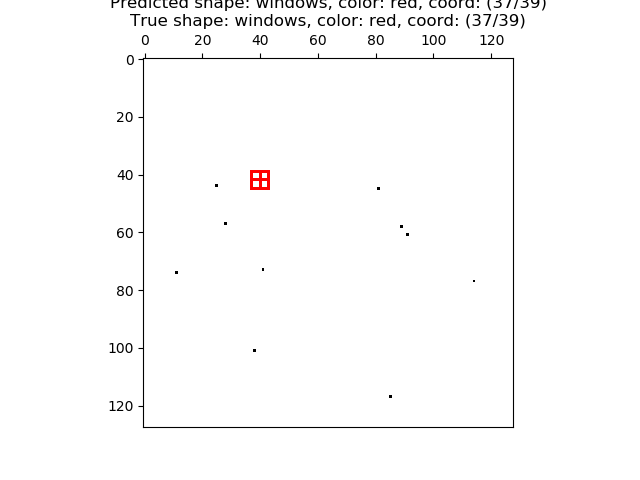 Predicted shape: windows, color: red, coord: (37/39)
True shape: windows, color: red, coord: (37/39)
0 20 40 60 80 100 120
0
20
40
60
80
100
120